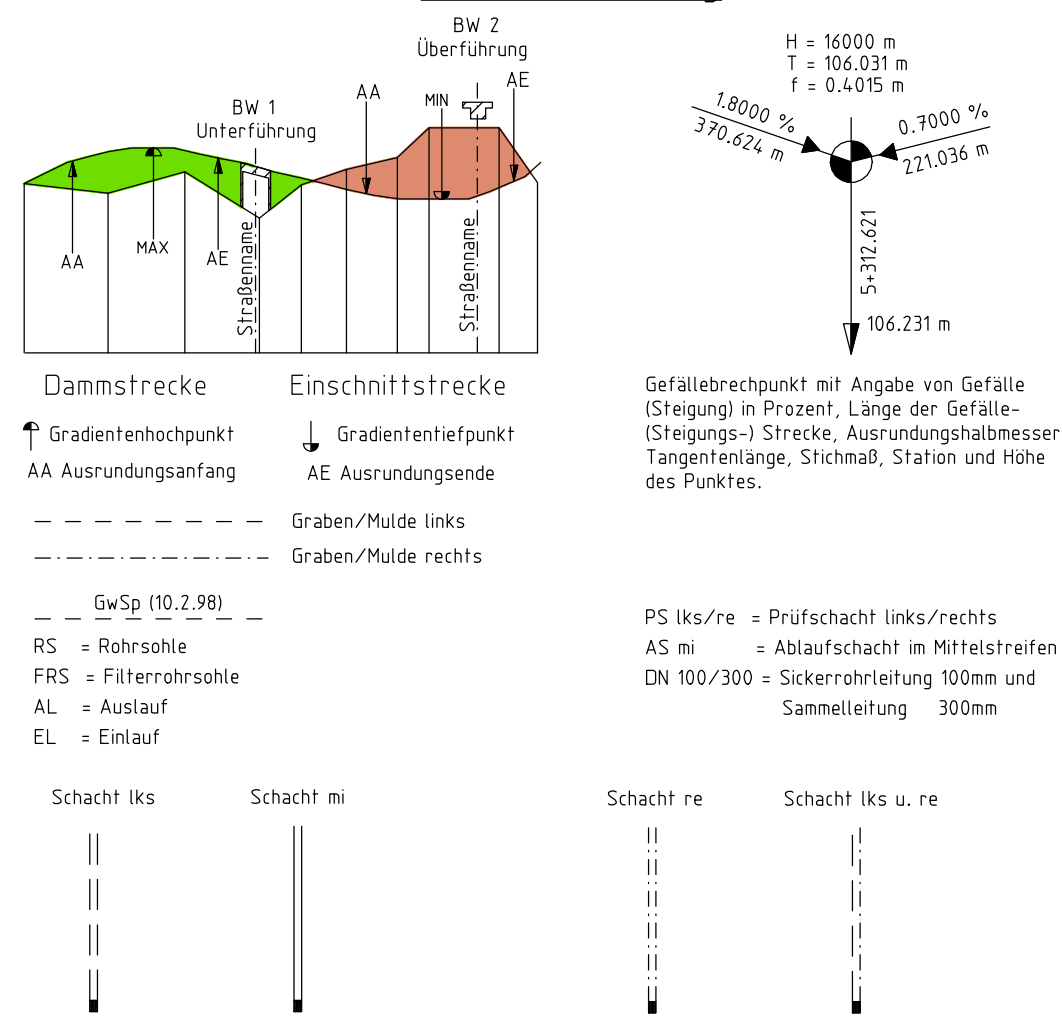 BW 2
Überführung
AE
AA
MIN
BW 1
Unterführung
AA
MAX
AE
Straßenname
Straßenname
H = 16000 m
T = 106.031 m
f = 0.4015 m
1.8000 %
370.624 m
0.7000 %
221.036 m
5+312.621
106.231 m
Dammstrecke
Einschnittstrecke
Gradientenhochpunkt
Gradiententiefpunkt
AA Ausrundungsanfang
AE Ausrundungsende
Graben/Mulde links
Graben/Mulde rechts
Gefällebrechpunkt mit Angabe von Gefälle
(Steigung) in Prozent, Länge der Gefälle-
(Steigungs-) Strecke, Ausrundungshalbmesser
Tangentenlänge, Stichmaß, Station und Höhe
des Punktes.
GwSp (10.2.98)
RS = Rohrsohle
FRS = Filterrohrsohle
AL = Auslauf
EL = Einlauf
PS lks/re = Prüfschacht links/rechts
AS mi = Ablaufschacht im Mittelstreifen
DN 100/300 = Sickerrohrleitung 100mm und
Sammelleitung 300mm
Schacht lks
Schacht mi
Schacht re
Schacht lks u. re